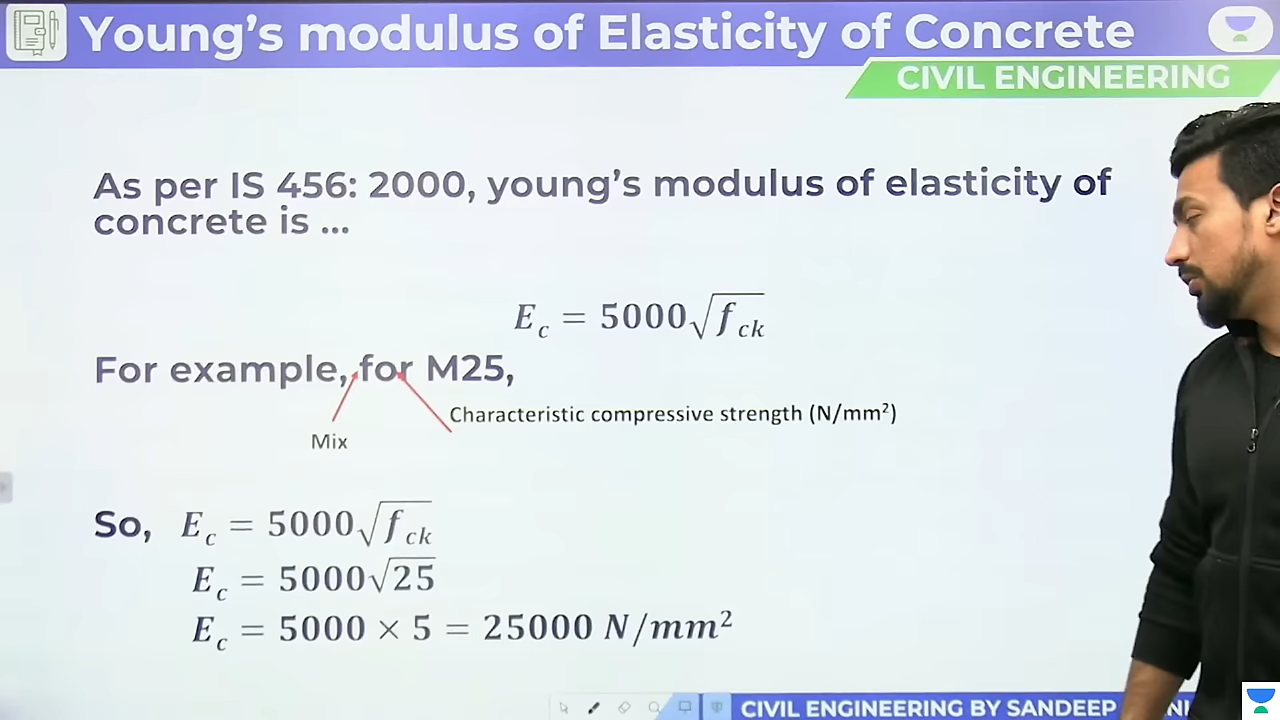 Young's modulus of Elasticity of Concrete
CIVIL ENGINEERING
As per IS 456: 2000, young's modulus of elasticity of
concrete is ...
E_c = 5000√f_ck
For example, for M25,
Characteristic compressive strength (N/mm²)
Mix
So, E_c = 5000√f_ck
E_c = 5000√25
E_c = 5000 × 5 = 25000 N/mm²
CIVIL ENGINEERING BY SANDEEP